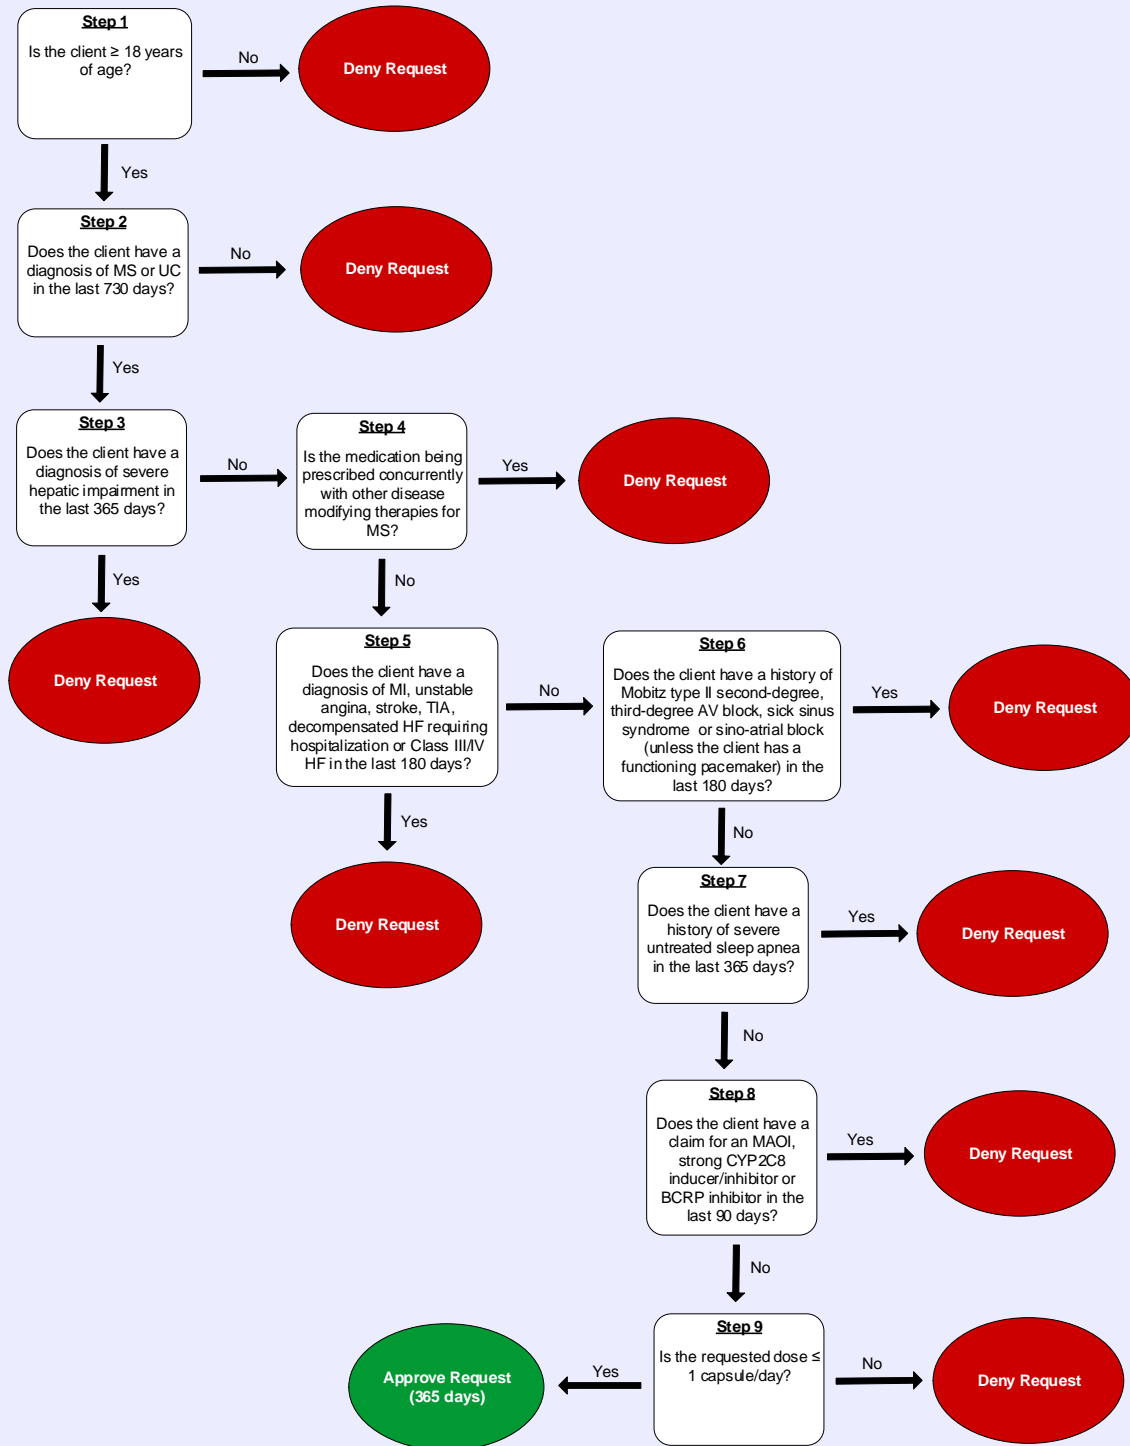 Step 1
Is the client ≥ 18 years
of age?
No
Deny Request
Yes
Step 2
Does the client have a
diagnosis of MS or UC
in the last 730 days?
No
Deny Request
Yes
Step 3
Does the client have a
diagnosis of severe
hepatic impairment in
the last 365 days?
No
Yes
Deny Request
Step 4
Is the medication being
prescribed concurrently
with other disease
modifying therapies for
MS?
Yes
Deny Request
No
Step 5
Does the client have a
diagnosis of MI, unstable
angina, stroke, TIA,
decompensated HF requiring
hospitalization or Class III/IV
HF in the last 180 days?
No
Yes
Deny Request
Step 6
Does the client have a history of
Mobitz type II second-degree,
third-degree AV block, sick sinus
syndrome or sino-atrial block
(unless the client has a
functioning pacemaker) in the
last 180 days?
Yes
Deny Request
No
Step 7
Does the client have a
history of severe
untreated sleep apnea
in the last 365 days?
Yes
Deny Request
No
Step 8
Does the client have a
claim for an MAOI,
strong CYP2C8
inducer/inhibitor or
BCRP inhibitor in the
last 90 days?
Yes
Deny Request
No
Step 9
Is the requested dose ≤
1 capsule/day?
Yes
Approve Request
(365 days)
No
Deny Request